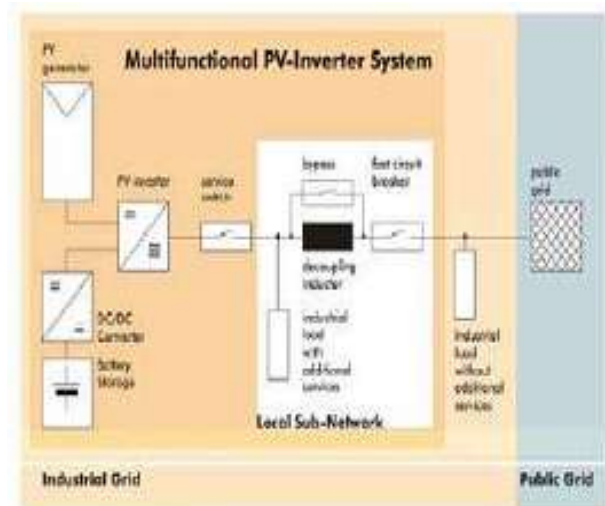 PV
generator
Multifunctional PV-Inverter System
PV inverter
service
switch
bypass
fast circuit
breaker
public
grid
decoupling
inductor
DC/DC
Converter
battery
storage
industrial
load
with
additional
services
industrial
load
without
additional
services
Local Sub-Network
Industrial Grid
Public Grid